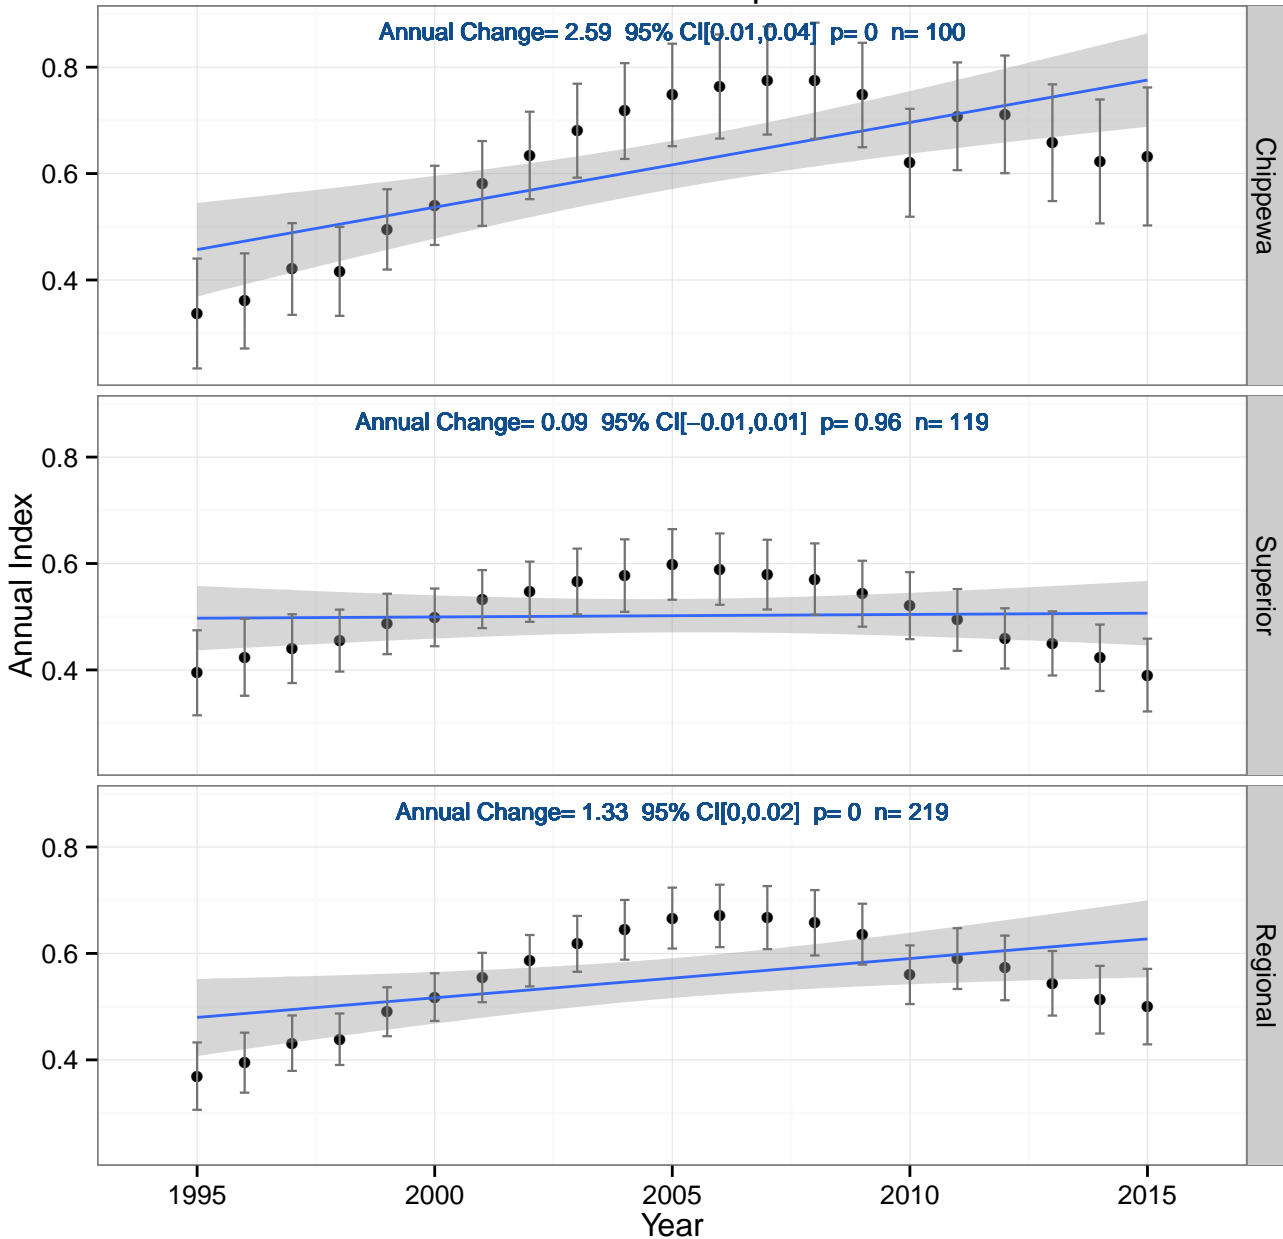 Annual Change= 2.59 95% CI[0.01,0.04] p= 0 n= 100
0.8
0.6
0.4
Chippewa
Annual Change= 0.09 95% CI[−0.01,0.01] p= 0.96 n= 119
0.8
0.6
0.4
Superior
Annual Index
Annual Change= 1.33 95% CI[0,0.02] p= 0 n= 219
0.8
0.6
0.4
Regional
1995 2000 2005 2010 2015
Year